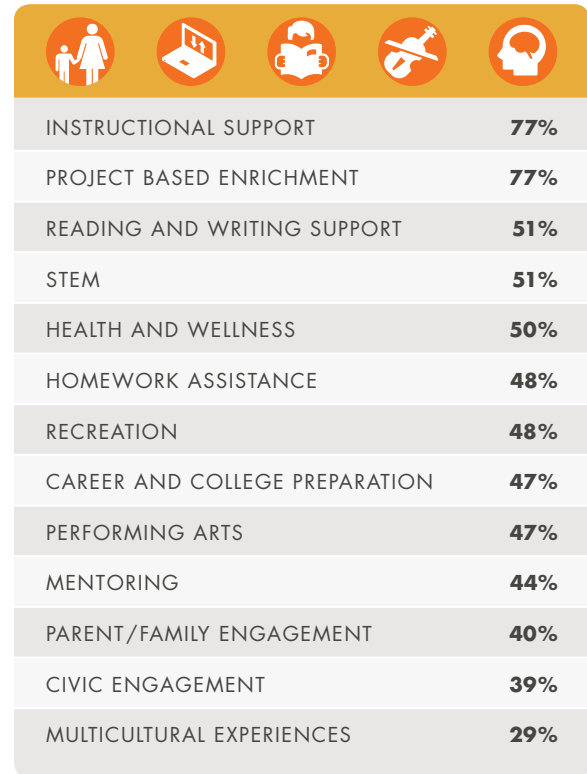 INSTRUCTIONAL SUPPORT 77%
PROJECT BASED ENRICHMENT 77%
READING AND WRITING SUPPORT 51%
STEM 51%
HEALTH AND WELLNESS 50%
HOMEWORK ASSISTANCE 48%
RECREATION 48%
CAREER AND COLLEGE PREPARATION 47%
PERFORMING ARTS 47%
MENTORING 44%
PARENT/FAMILY ENGAGEMENT 40%
CIVIC ENGAGEMENT 39%
MULTICULTURAL EXPERIENCES 29%